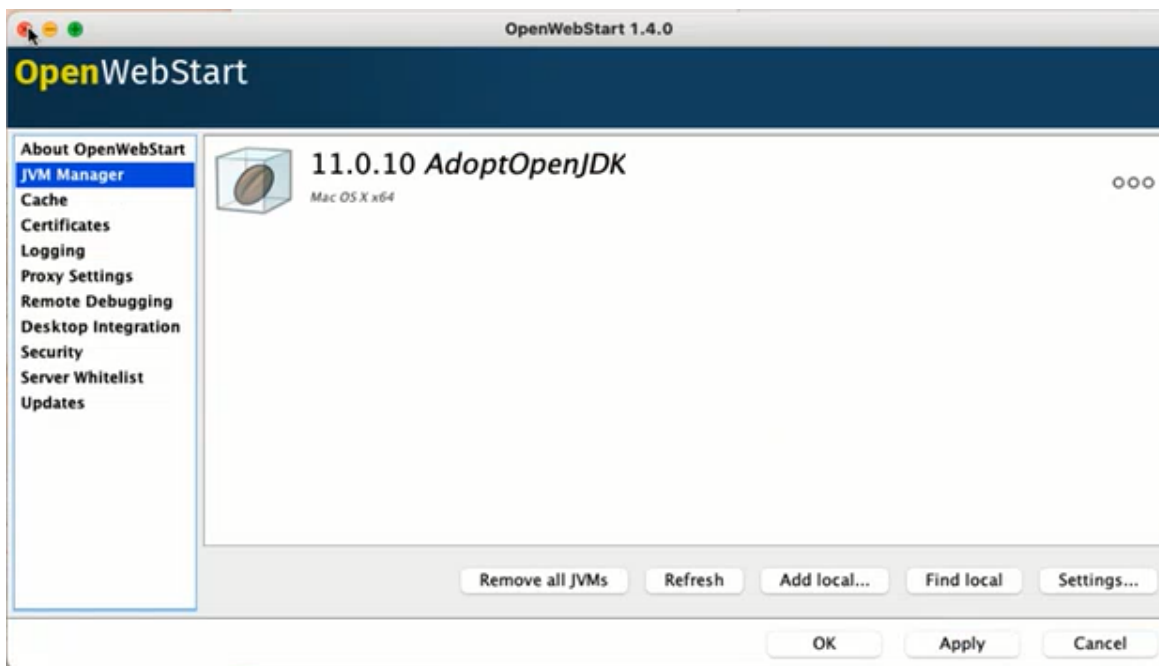 OpenWebStart 1.4.0
OpenWebStart
About OpenWebStart
JVM Manager
Cache
Certificates
Logging
Proxy Settings
Remote Debugging
Desktop Integration
Security
Server Whitelist
Updates
11.0.10 AdoptOpenJDK
Mac OS X x64
Remove all JVMs Refresh Add local... Find local Settings...
OK Apply Cancel